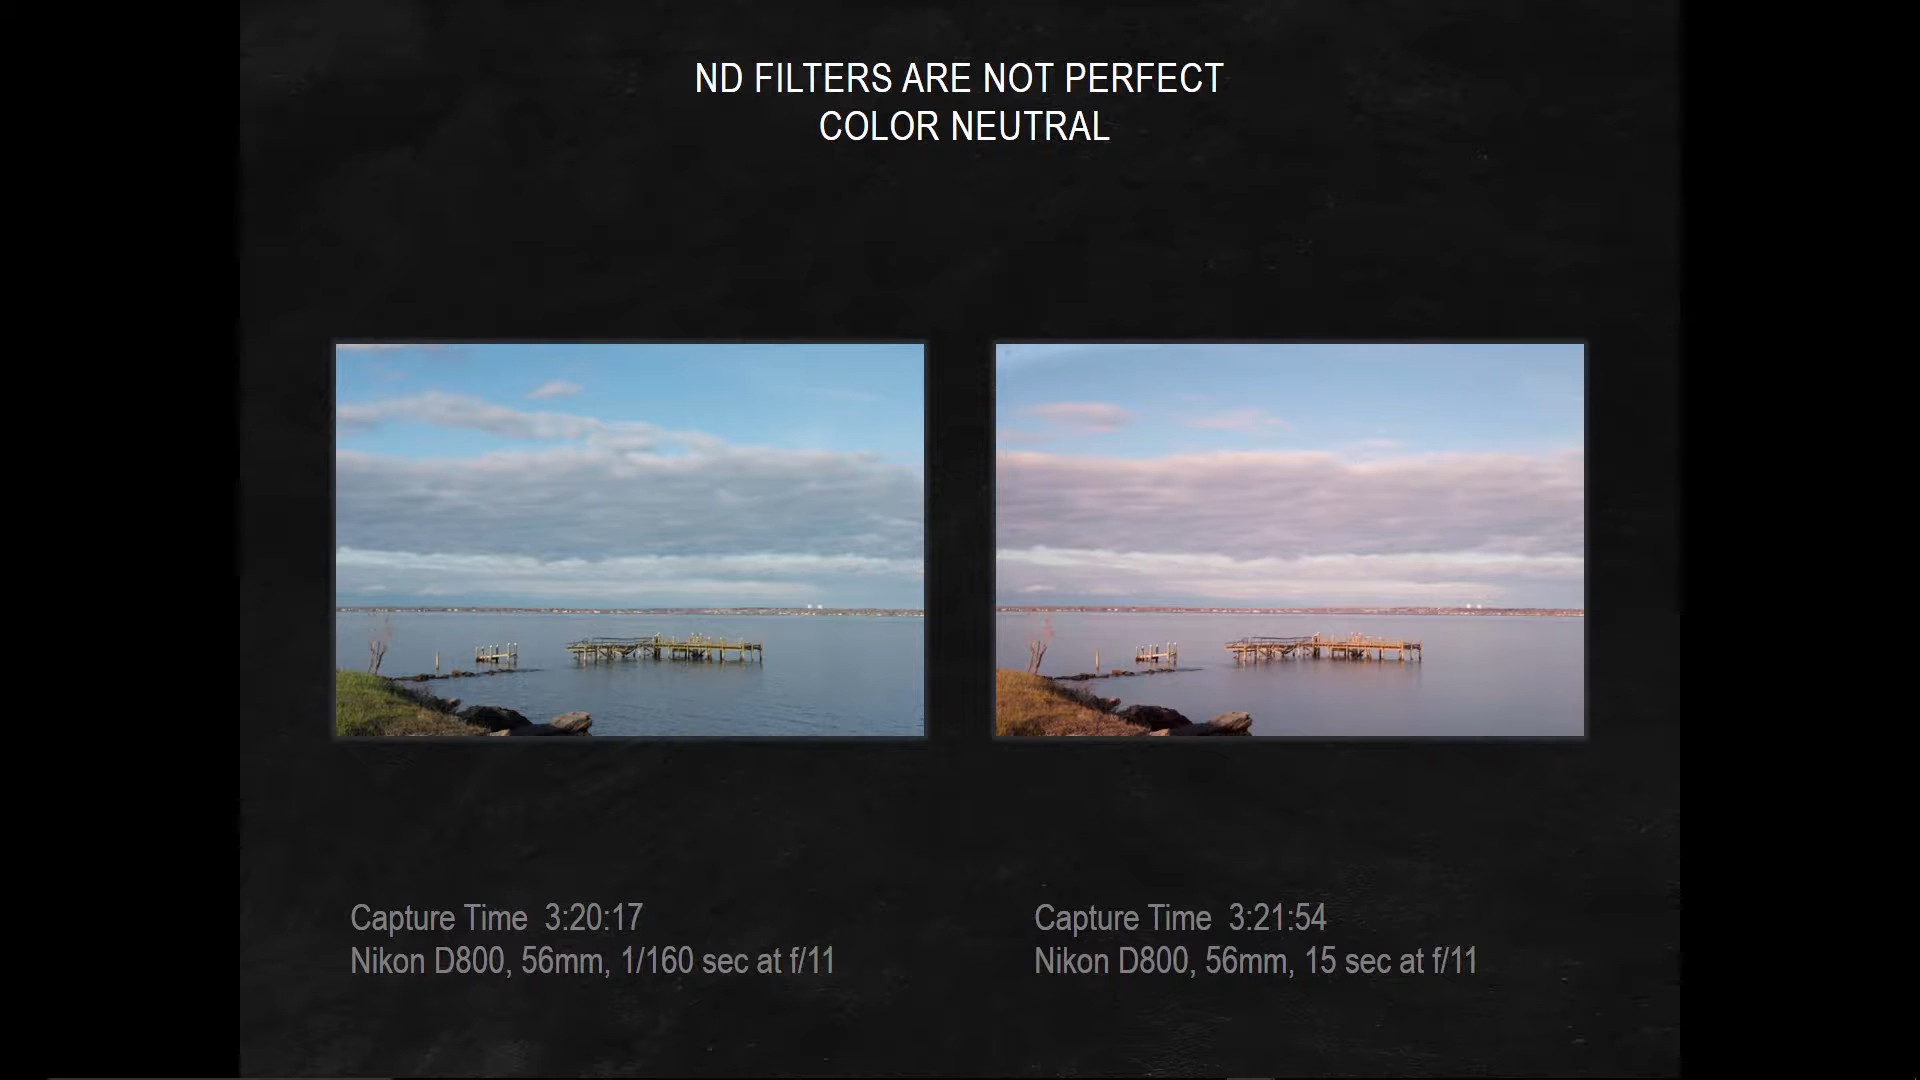 ND FILTERS ARE NOT PERFECT
COLOR NEUTRAL
Capture Time 3:20:17
Nikon D800, 56mm, 1/160 sec at f/11
Capture Time 3:21:54
Nikon D800, 56mm, 15 sec at f/11